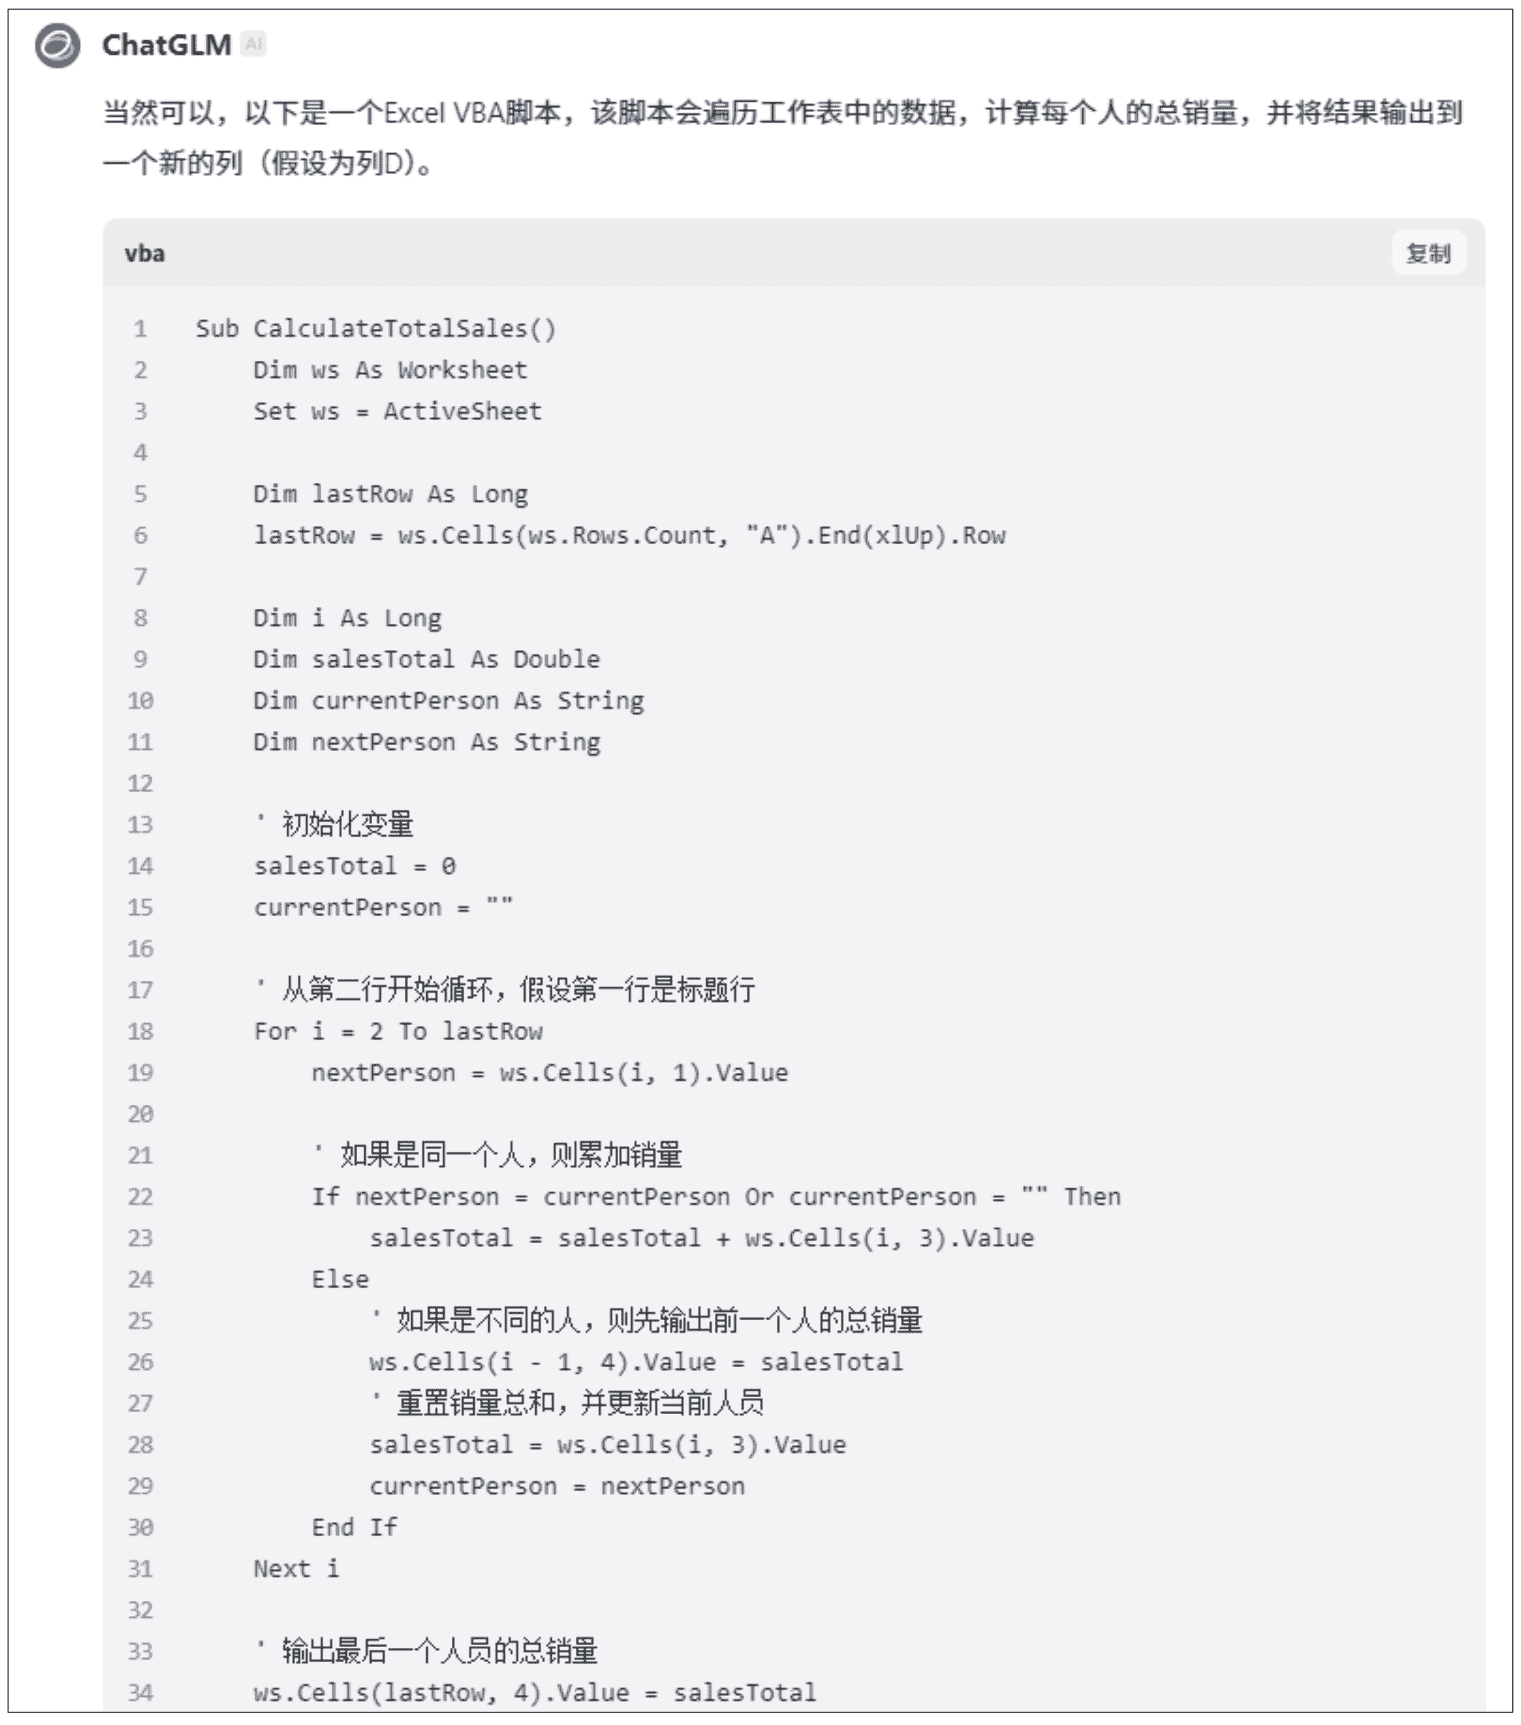 ChatGLM AI
当然可以，以下是一个Excel VBA脚本，该脚本会遍历工作表中的数据，计算每个人的总销量，并将结果输出到
一个新的列（假设为列D）。
vba 复制
1 Sub CalculateTotalSales()
2 Dim ws As Worksheet
3 Set ws = ActiveSheet
4
5 Dim lastRow As Long
6 lastRow = ws.Cells(ws.Rows.Count, "A").End(xlUp).Row
7
8 Dim i As Long
9 Dim salesTotal As Double
10 Dim currentPerson As String
11 Dim nextPerson As String
12
13 ' 初始化变量
14 salesTotal = 0
15 currentPerson = ""
16
17 ' 从第二行开始循环，假设第一行是标题行
18 For i = 2 To lastRow
19 nextPerson = ws.Cells(i, 1).Value
20
21 ' 如果是同一个人，则累加销量
22 If nextPerson = currentPerson Or currentPerson = "" Then
23 salesTotal = salesTotal + ws.Cells(i, 3).Value
24 Else
25 ' 如果是不同的人，则先输出前一个人的总销量
26 ws.Cells(i - 1, 4).Value = salesTotal
27 ' 重置销量总和，并更新当前人员
28 salesTotal = ws.Cells(i, 3).Value
29 currentPerson = nextPerson
30 End If
31 Next i
32
33 ' 输出最后一个人员的总销量
34 ws.Cells(lastRow, 4).Value = salesTotal